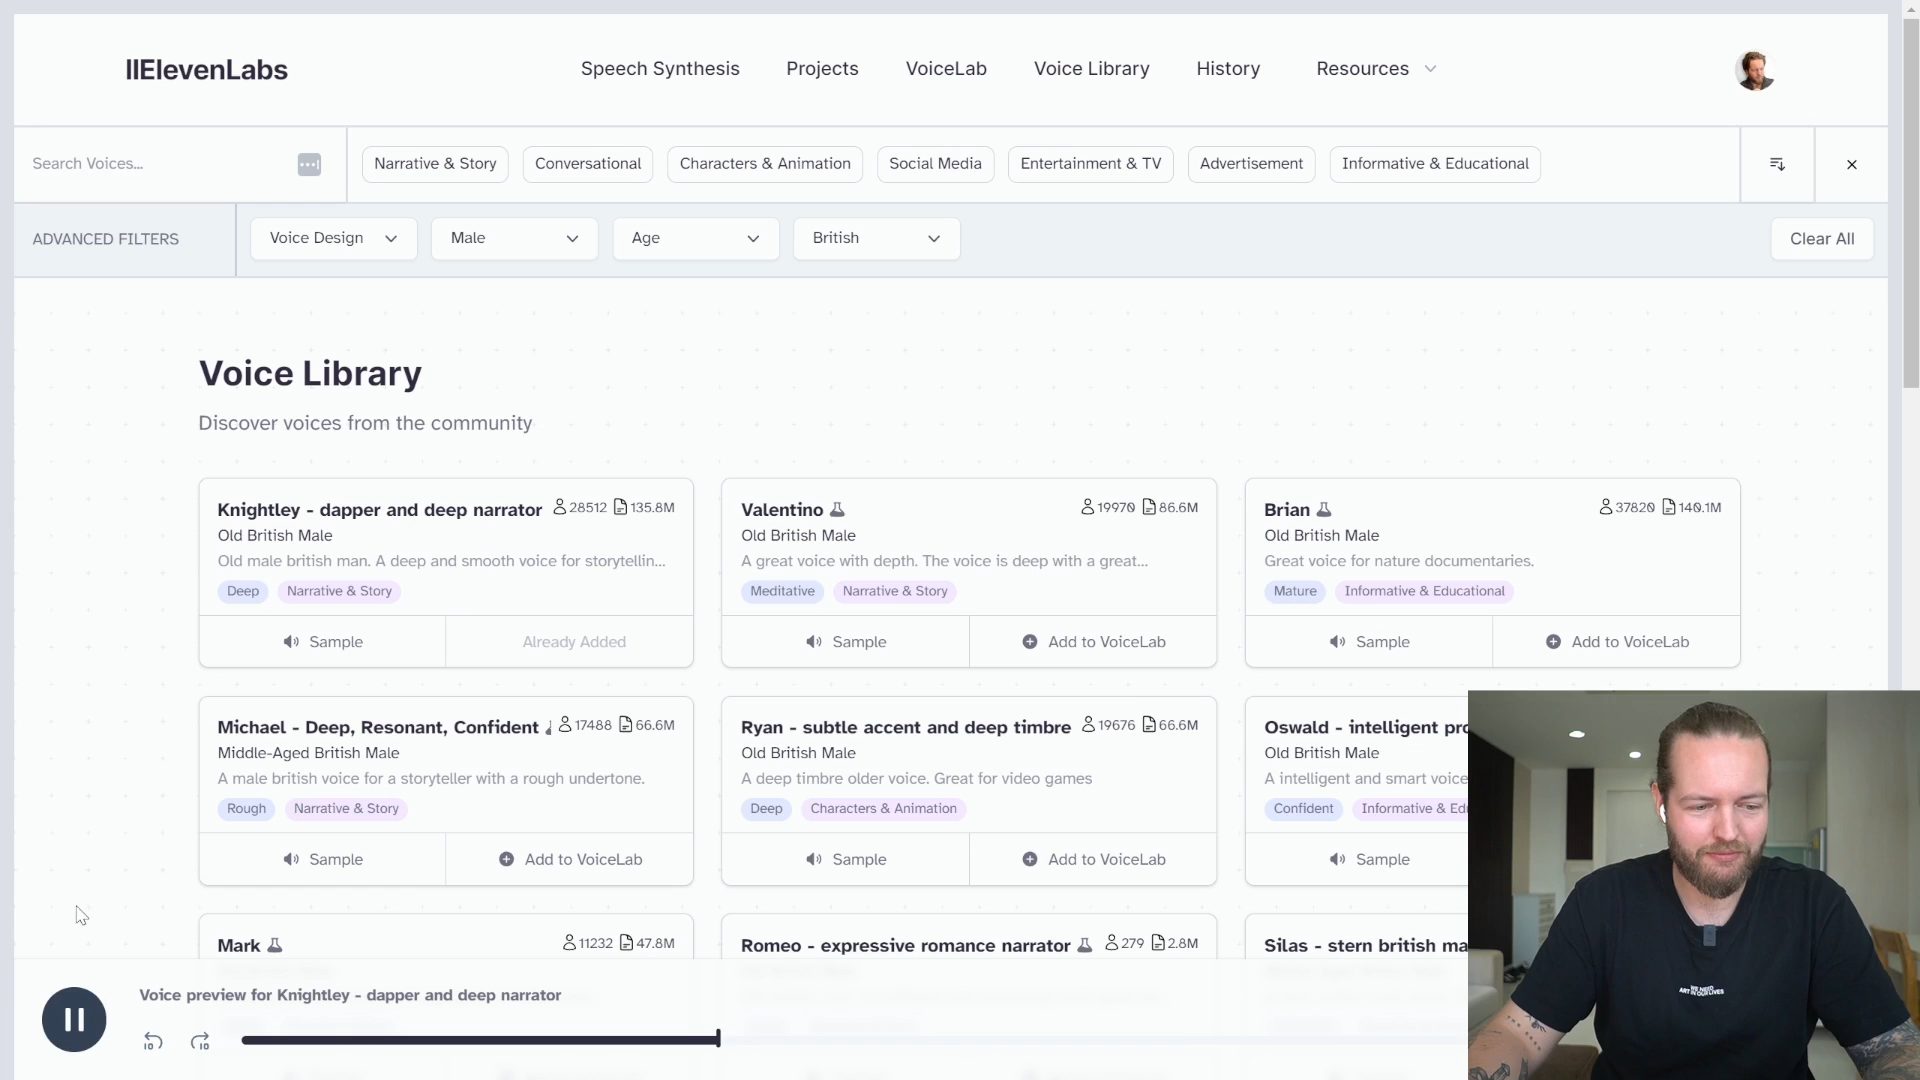 IIElevenLabs
Speech Synthesis
Projects
VoiceLab
Voice Library
History
Resources
Search Voices...
Narrative & Story
Conversational
Characters & Animation
Social Media
Entertainment & TV
Advertisement
Informative & Educational
ADVANCED FILTERS
Voice Design
Male
Age
British
Clear All
Voice Library
Discover voices from the community
Knightley - dapper and deep narrator 28512 135.8M
Old British Male
Old male british man. A deep and smooth voice for storytellin...
Deep Narrative & Story
Sample Already Added
Valentino 19970 86.6M
Old British Male
A great voice with depth. The voice is deep with a great...
Meditative Narrative & Story
Sample Add to VoiceLab
Brian 37820 140.1M
Old British Male
Great voice for nature documentaries.
Mature Informative & Educational
Sample Add to VoiceLab
Michael - Deep, Resonant, Confident 17488 66.6M
Middle-Aged British Male
A male british voice for a storyteller with a rough undertone.
Rough Narrative & Story
Sample Add to VoiceLab
Ryan - subtle accent and deep timbre 19676 66.6M
Old British Male
A deep timbre older voice. Great for video games
Deep Characters & Animation
Sample Add to VoiceLab
Oswald - intelligent pro
Old British Male
A intelligent and smart voice
Confident Informative & Edu
Sample
Mark 11232 47.8M
Romeo - expressive romance narrator 279 2.8M
Silas - stern british ma
Voice preview for Knightley - dapper and deep narrator
10 10
WE NEED
ART IN OUR LIVES